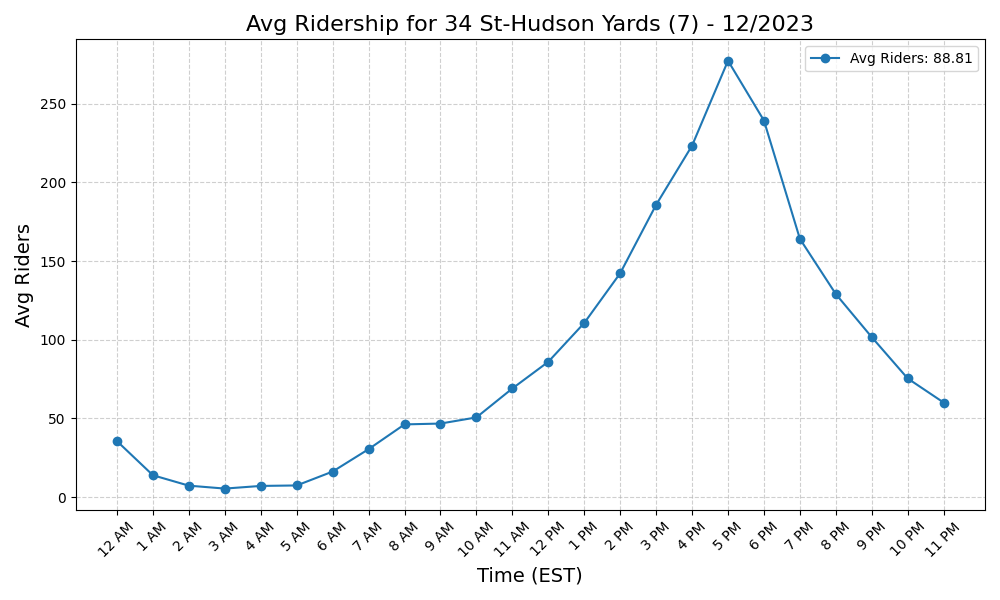 Avg Ridership for 34 St-Hudson Yards (7) - 12/2023
Avg Riders: 88.81
Avg Riders
250
200
150
100
50
0
12 AM
1 AM
2 AM
3 AM
4 AM
5 AM
6 AM
7 AM
8 AM
9 AM
10 AM
11 AM
12 PM
1 PM
2 PM
3 PM
4 PM
5 PM
6 PM
7 PM
8 PM
9 PM
10 PM
11 PM
Time (EST)